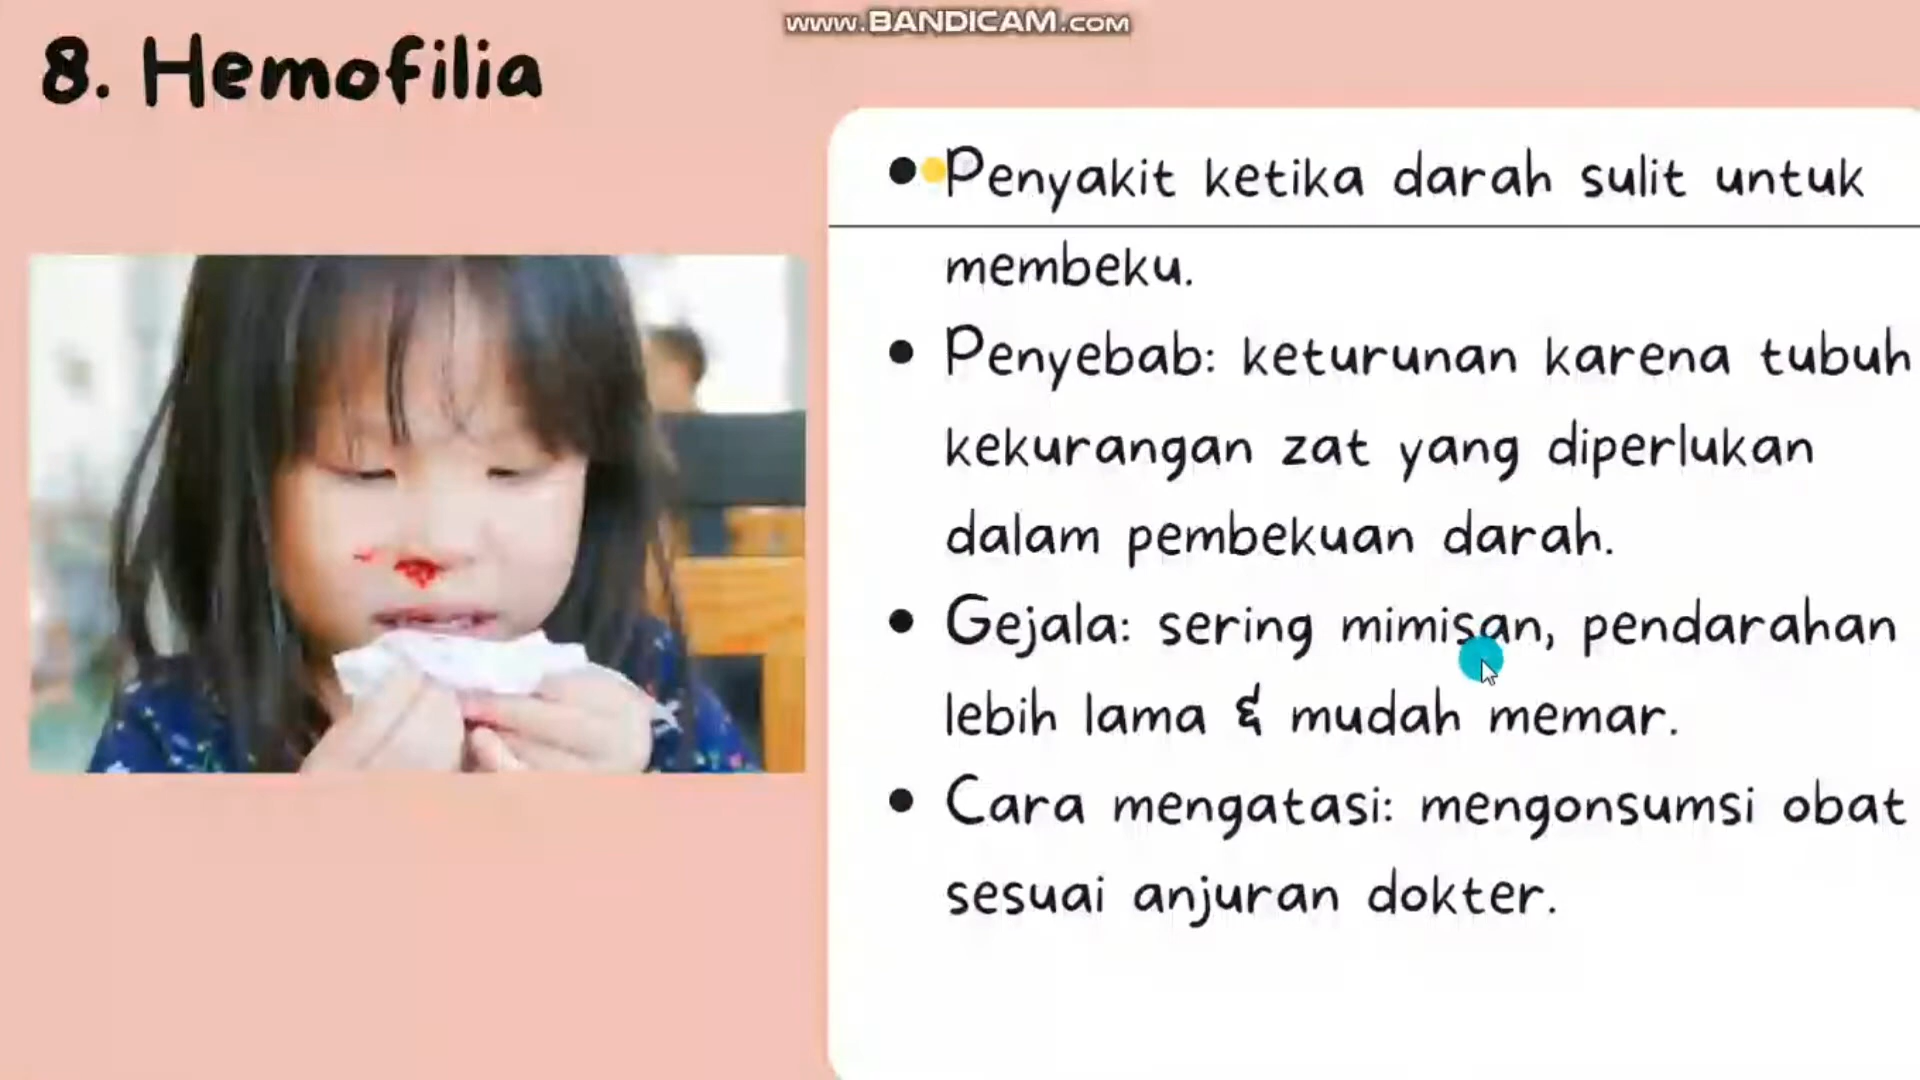 www.BANDICAM.com
8. Hemofilia
Penyakit ketika darah sulit untuk
membeku.
Penyebab: keturunan karena tubuh
kekurangan zat yang diperlukan
dalam pembekuan darah.
Gejala: sering mimisan, pendarahan
lebih lama & mudah memar.
Cara mengatasi: mengonsumsi obat
sesuai anjuran dokter.